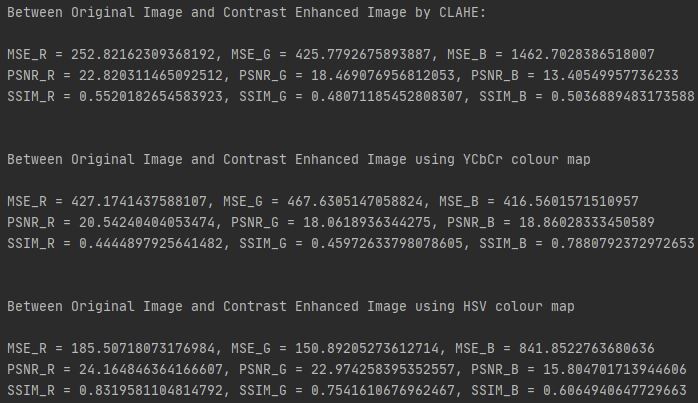 Between Original Image and Contrast Enhanced Image by CLAHE:
MSE_R = 252.82162309368192, MSE_G = 425.7792675893887, MSE_B = 1462.7028386518007
PSNR_R = 22.820311465092512, PSNR_G = 18.469076956812053, PSNR_B = 13.40549957736233
SSIM_R = 0.5520182654583923, SSIM_G = 0.48071185452808307, SSIM_B = 0.5036889483173588
Between Original Image and Contrast Enhanced Image using YCbCr colour map
MSE_R = 427.1741437588107, MSE_G = 467.6305147058824, MSE_B = 416.5601571510957
PSNR_R = 20.54240404053474, PSNR_G = 18.0618936344275, PSNR_B = 18.86028333450589
SSIM_R = 0.4444897925641482, SSIM_G = 0.45972633798078605, SSIM_B = 0.7880792372972653
Between Original Image and Contrast Enhanced Image using HSV colour map
MSE_R = 185.50718073176984, MSE_G = 150.89205273612714, MSE_B = 841.8522763680636
PSNR_R = 24.164846364166607, PSNR_G = 22.974258395352557, PSNR_B = 15.804701713944606
SSIM_R = 0.8319581104814792, SSIM_G = 0.7541610676962467, SSIM_B = 0.6064940647729663